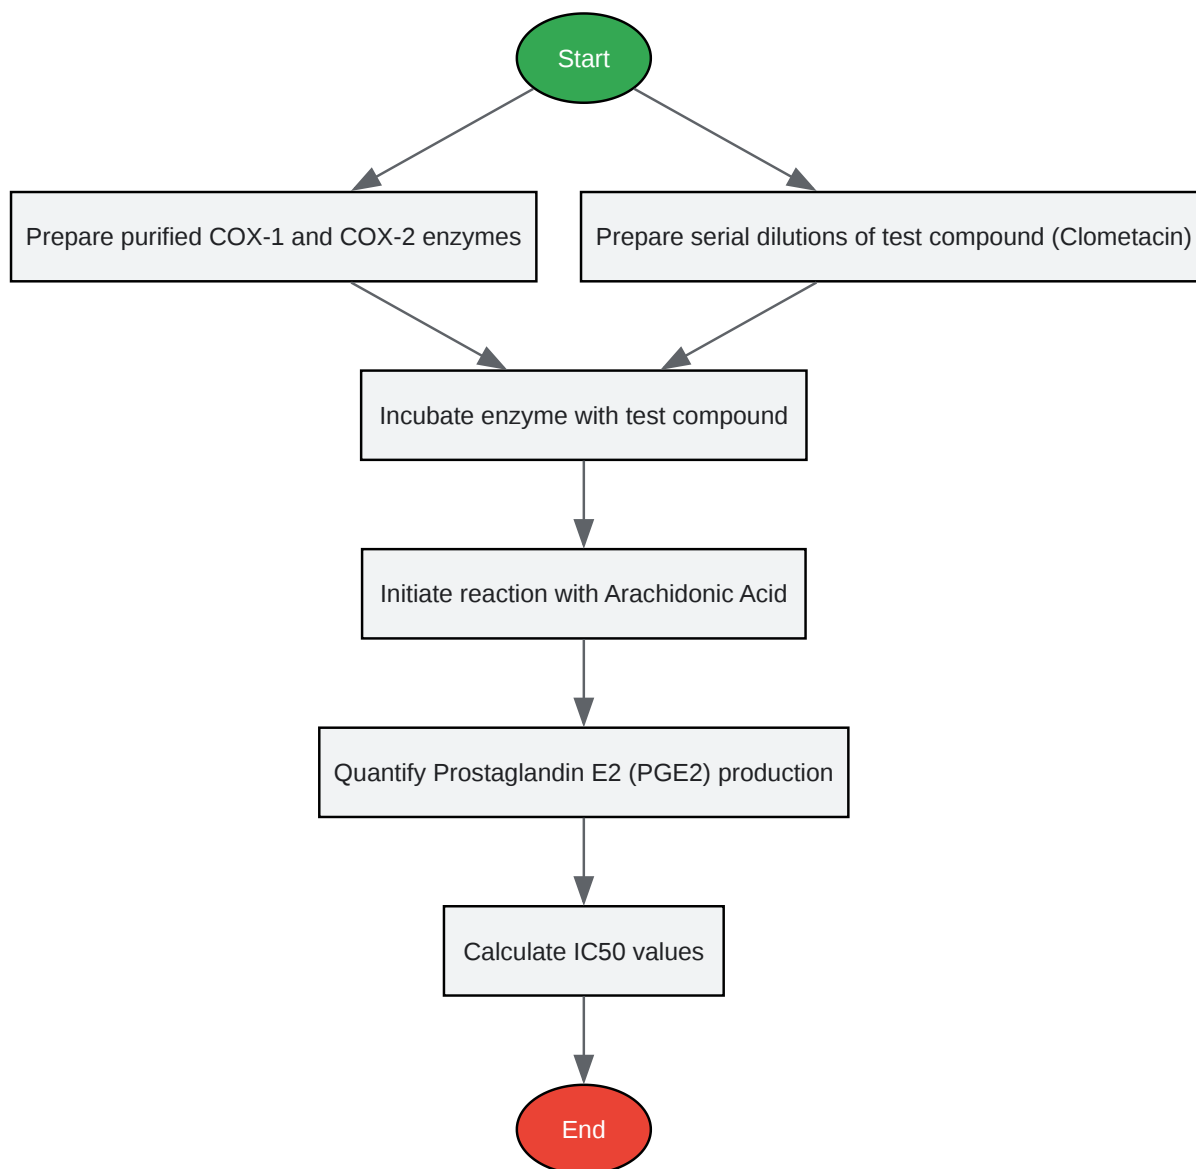 Start
Prepare purified COX-1 and COX-2 enzymes
Prepare serial dilutions of test compound (Clometacin)
Incubate enzyme with test compound
Initiate reaction with Arachidonic Acid
Quantify Prostaglandin E2 (PGE2) production
Calculate IC50 values
End